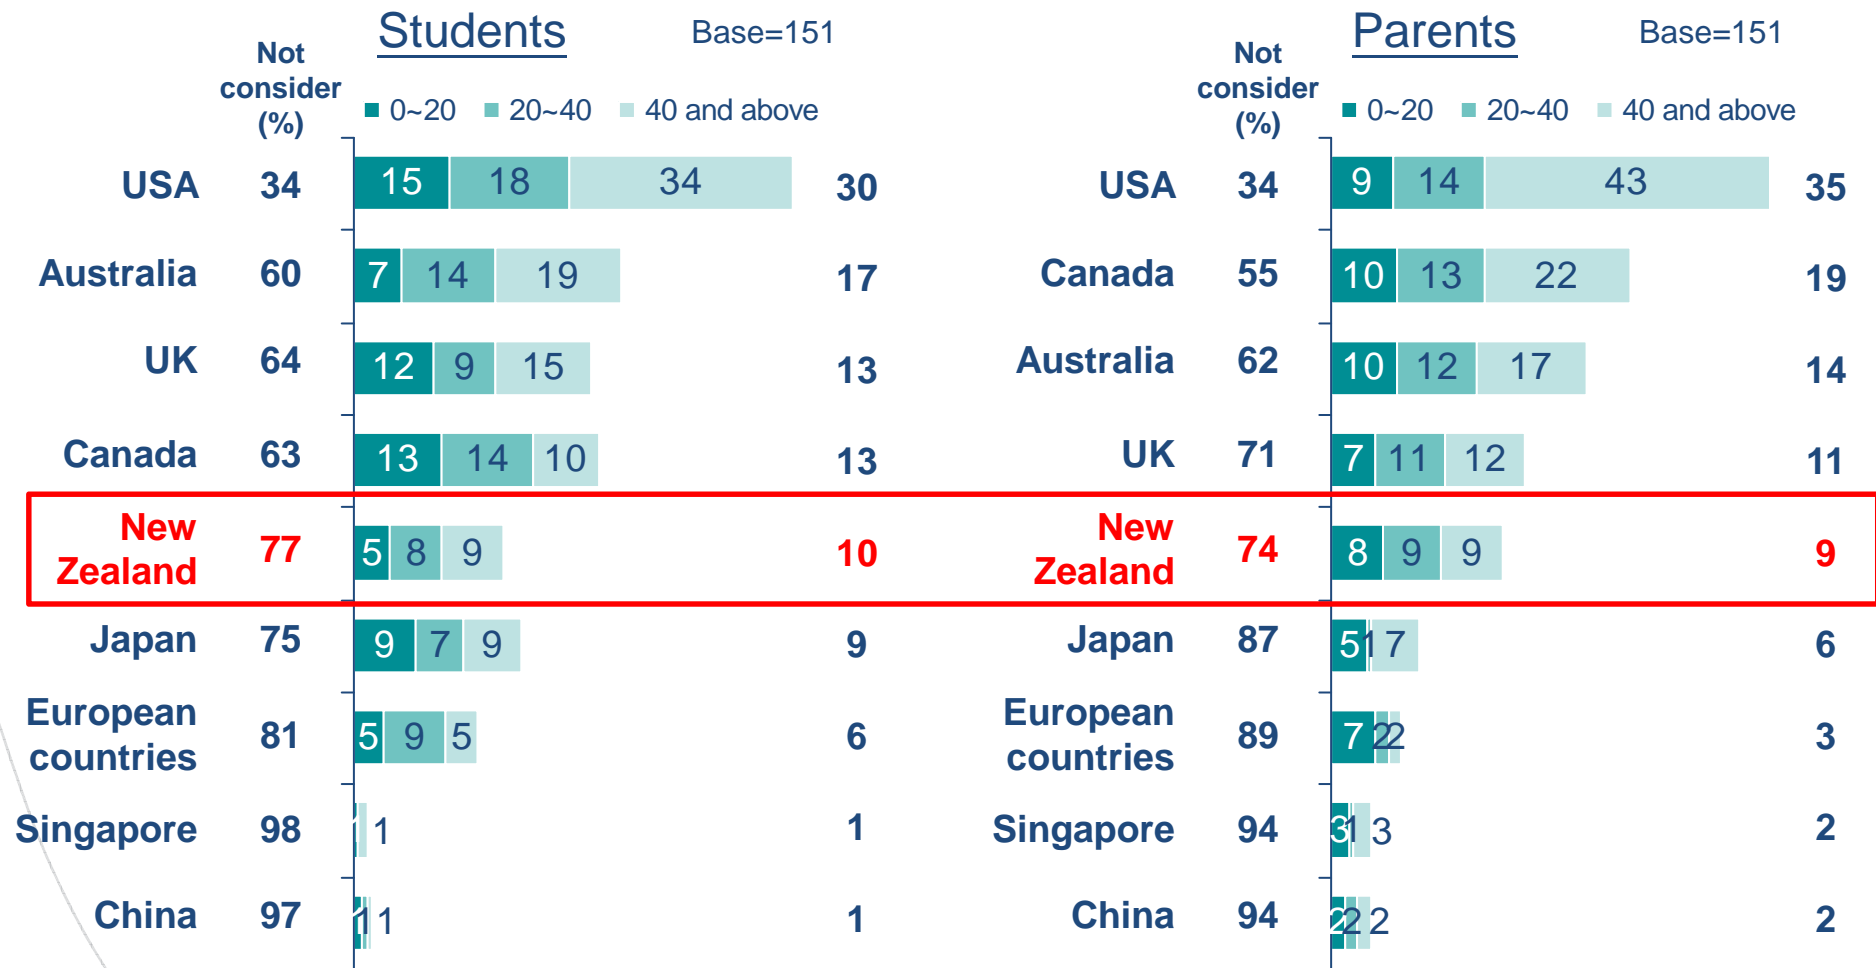 Students
Base=151
Not
consider
(%)
0~20 20~40 40 and above
USA 34 15 18 34 30
Australia 60 7 14 19 17
UK 64 12 9 15 13
Canada 63 13 14 10 13
New
Zealand 77 5 8 9 10
Japan 75 9 7 9 9
European
countries 81 5 9 5 6
Singapore 98 1 1 1
China 97 1 1 1
Parents
Base=151
Not
consider
(%)
0~20 20~40 40 and above
USA 34 9 14 43 35
Canada 55 10 13 22 19
Australia 62 10 12 17 14
UK 71 7 11 12 11
New
Zealand 74 8 9 9 9
Japan 87 5 1 7 6
European
countries 89 7 2 2 3
Singapore 94 3 1 3 2
China 94 2 2 2 2